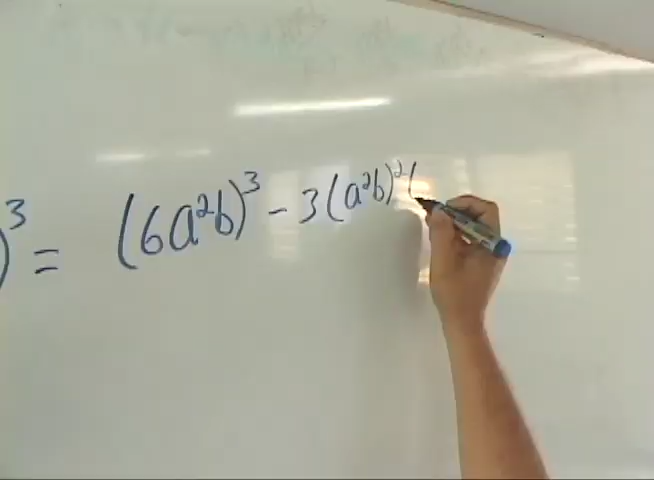 )³ = (6a²b)³ - 3(a²b)²(